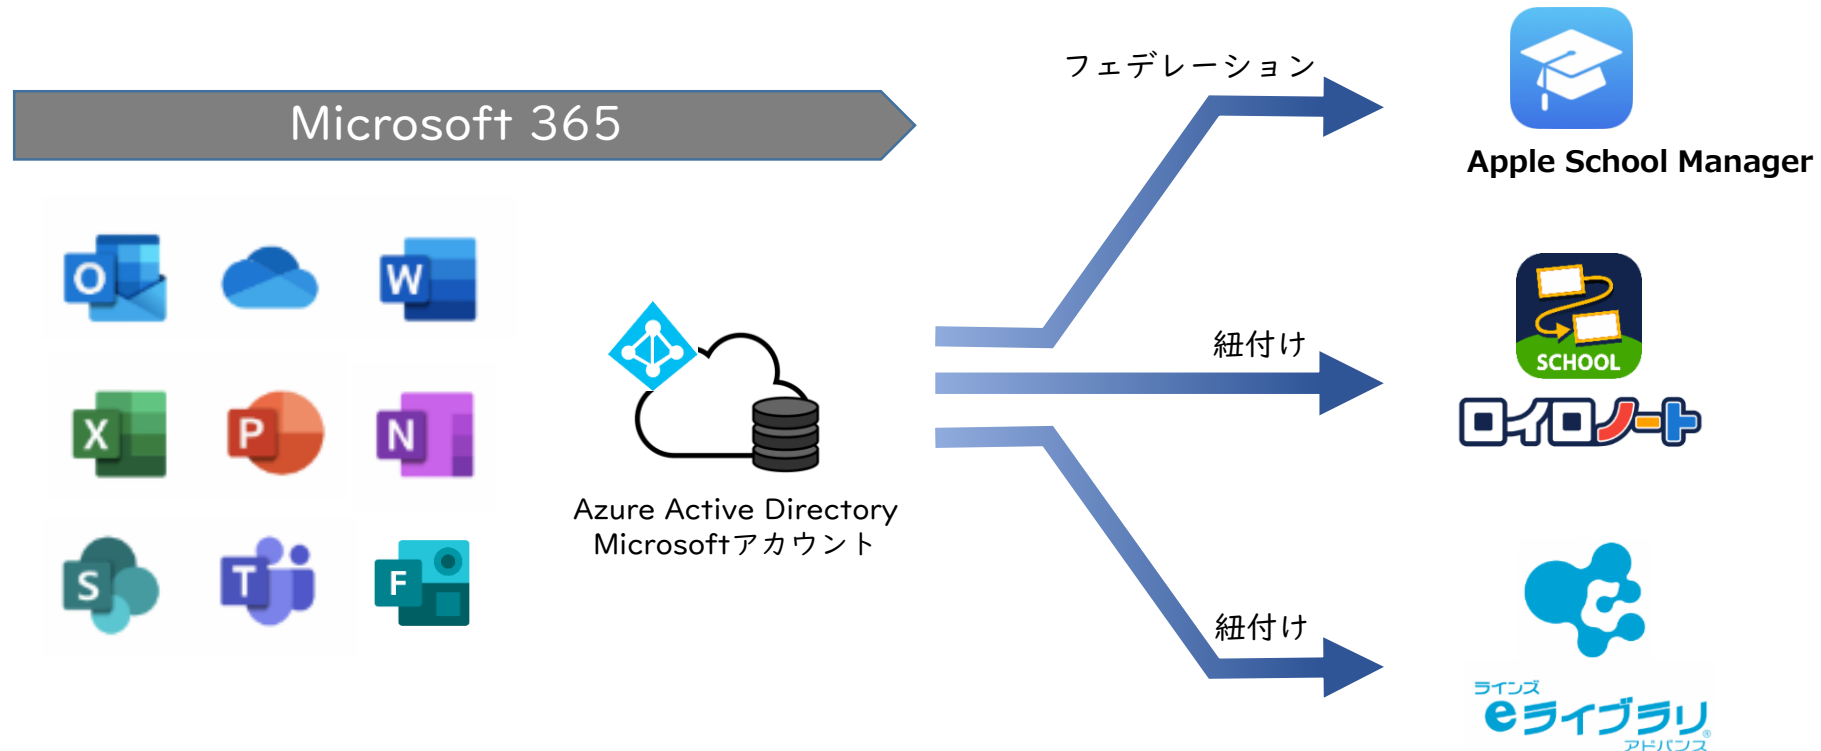 Microsoft 365
O
W
X
P
N
S
T
F
Azure Active Directory
Microsoftアカウント
フェデレーション
Apple School Manager
紐付け
SCHOOL
ロイロノート
紐付け
ラインズ
eライブラリ®
アドバンス